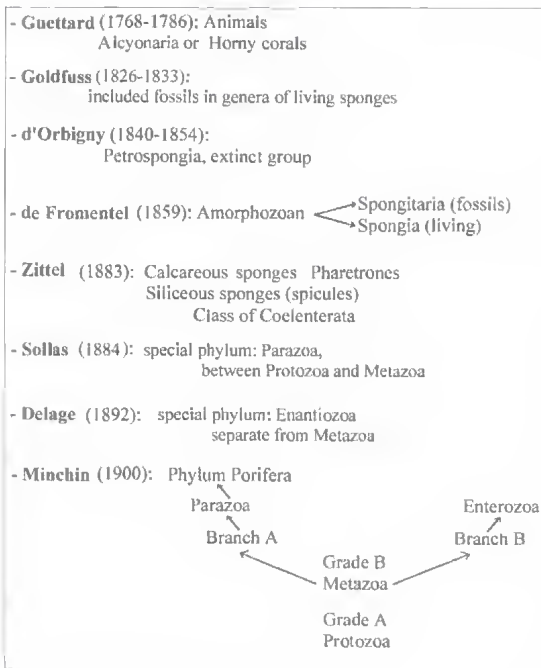 - Guettard (1768-1786): Animals
Alcyonaria or Horny corals
- Goldfuss (1826-1833):
included fossils in genera of living sponges
- d'Orbigny (1840-1854):
Petrospongia, extinct group
- de Fromentel (1859): Amorphozoan
Spongitaria (fossils)
Spongia (living)
- Zittel (1883): Calcareous sponges Pharetrones
Siliceous sponges (spicules)
Class of Coelenterata
- Sollas (1884): special phylum: Parazoa,
between Protozoa and Metazoa
- Delage (1892): special phylum: Enantiozoa
separate from Metazoa
- Minchin (1900): Phylum Porifera
Parazoa Enterozoa
Branch A Branch B
Grade B
Metazoa
Grade A
Protozoa